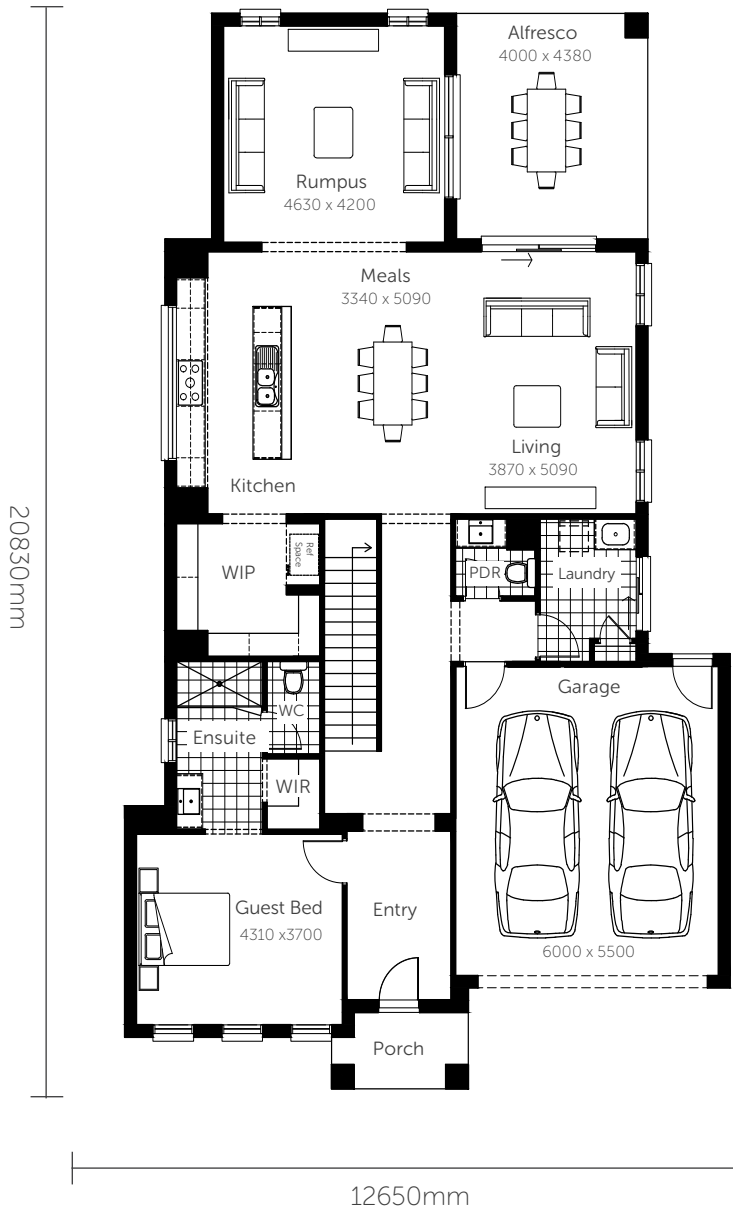 Alfresco
4000 x 4380
Rumpus
4630 x 4200
Meals
3340 x 5090
Living
3870 x 5090
Kitchen
20830mm
Ref
Space
WIP
PDR
Laundry
Garage
WC
Ensuite
WIR
Guest Bed
4310 x3700
Entry
6000 x 5500
Porch
12650mm